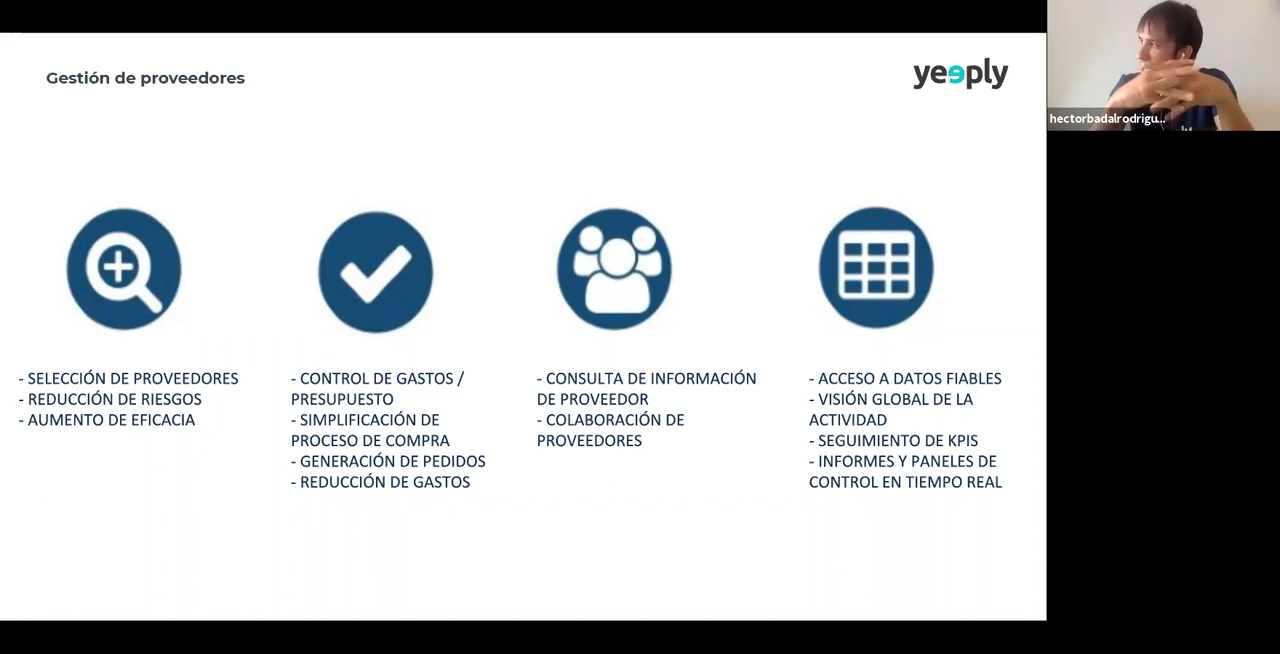 Gestión de proveedores
yeeply
hectorbadalrodrigu...
- SELECCIÓN DE PROVEEDORES
- REDUCCIÓN DE RIESGOS
- AUMENTO DE EFICACIA
- CONTROL DE GASTOS /
PRESUPUESTO
- SIMPLIFICACIÓN DE
PROCESO DE COMPRA
- GENERACIÓN DE PEDIDOS
- REDUCCIÓN DE GASTOS
- CONSULTA DE INFORMACIÓN
DE PROVEEDOR
- COLABORACIÓN DE
PROVEEDORES
- ACCESO A DATOS FIABLES
- VISIÓN GLOBAL DE LA
ACTIVIDAD
- SEGUIMIENTO DE KPIS
- INFORMES Y PANELES DE
CONTROL EN TIEMPO REAL